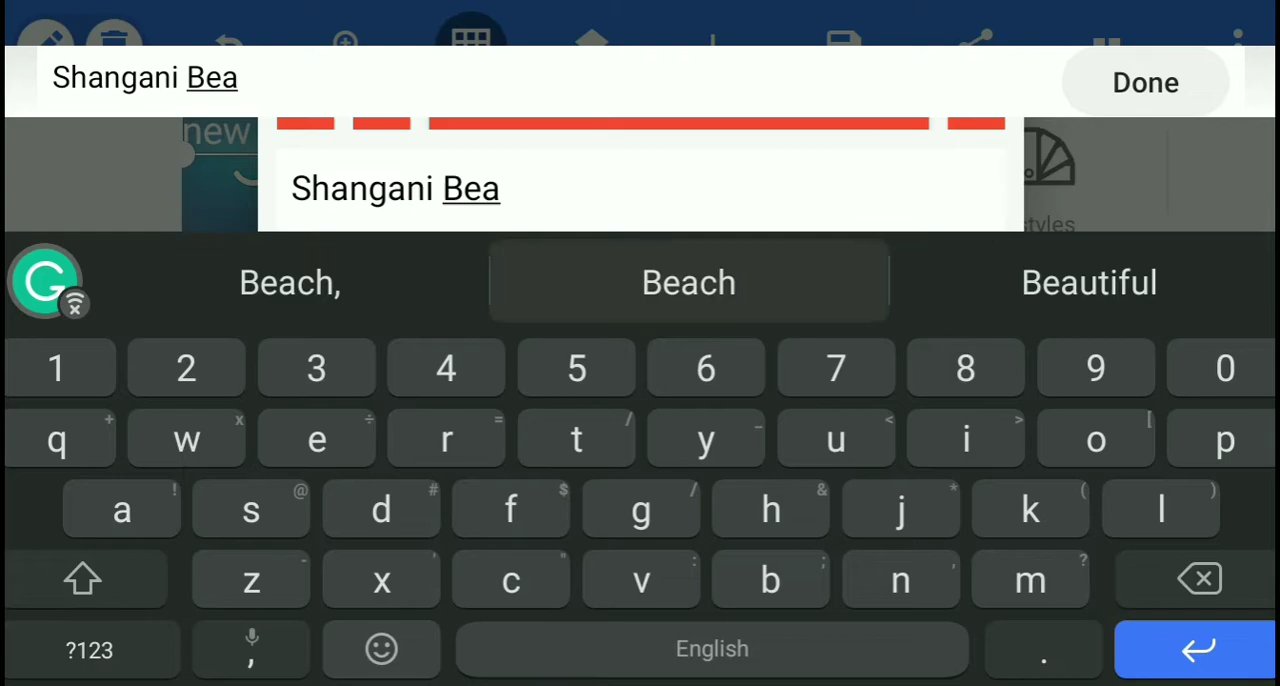 Shangani Bea
Done
new
Shangani Bea
styles
Beach,
Beach
Beautiful
1 2 3 4 5 6 7 8 9 0
q + w x e ÷ r = t / y _ u < i > o [ p
a ! s @ d # f $ g / h & j * k ( l )
z - x ' c " v : b ; n , m ?
?123 , English .